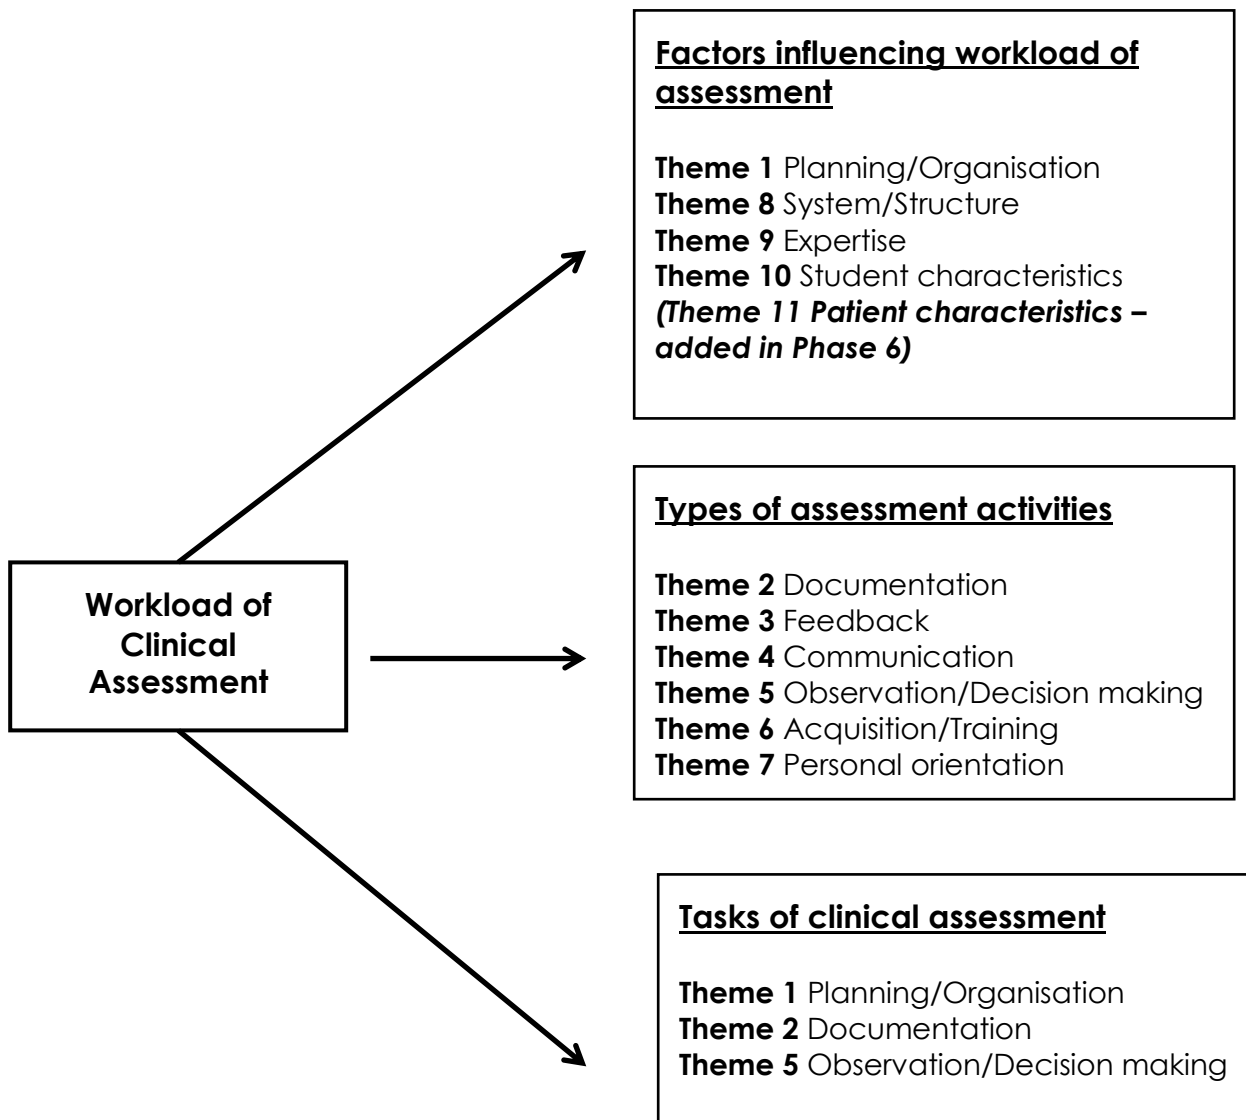 Factors influencing workload of
assessment
Theme 1 Planning/Organisation
Theme 8 System/Structure
Theme 9 Expertise
Theme 10 Student characteristics
(Theme 11 Patient characteristics –
added in Phase 6)
Workload of
Clinical
Assessment
Types of assessment activities
Theme 2 Documentation
Theme 3 Feedback
Theme 4 Communication
Theme 5 Observation/Decision making
Theme 6 Acquisition/Training
Theme 7 Personal orientation
Tasks of clinical assessment
Theme 1 Planning/Organisation
Theme 2 Documentation
Theme 5 Observation/Decision making